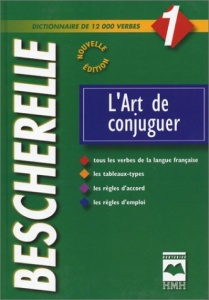 DICTIONNAIRE DE 12 000 VERBES
1
BESCHERELLE
NOUVELLE
ÉDITION
L'Art de
conjuguer
tous les verbes de la langue française
les tableaux-types
les règles d'accord
les règles d'emploi
HURTUBISE
HMH